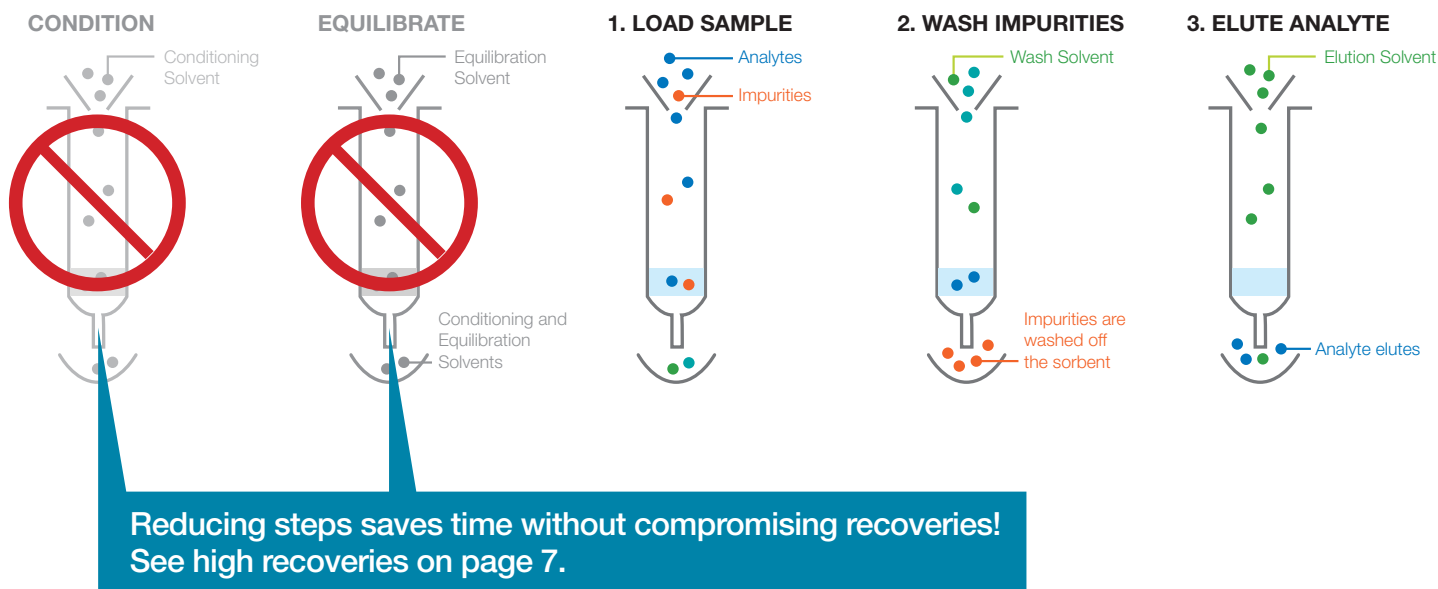 CONDITION
Conditioning
Solvent
EQUILIBRATE
Equilibration
Solvent
Conditioning and
Equilibration
Solvents
1. LOAD SAMPLE
Analytes
Impurities
2. WASH IMPURITIES
Wash Solvent
Impurities are
washed off
the sorbent
3. ELUTE ANALYTE
Elution Solvent
Analyte elutes
Reducing steps saves time without compromising recoveries!
See high recoveries on page 7.